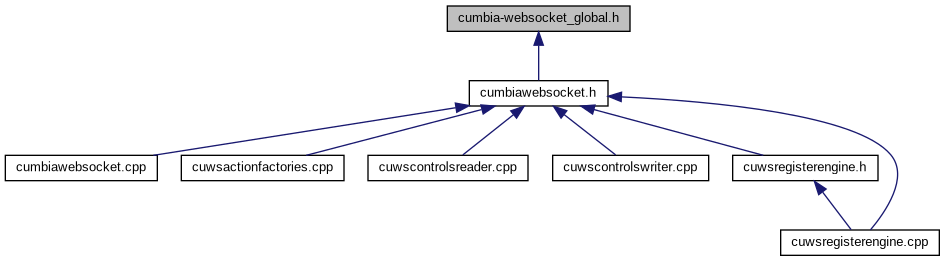 cumbia-websocket_global.h
cumbiawebsocket.h
cumbiawebsocket.cpp
cuwsactionfactories.cpp
cuwscontrolsreader.cpp
cuwscontrolswriter.cpp
cuwsregisterengine.h
cuwsregisterengine.cpp